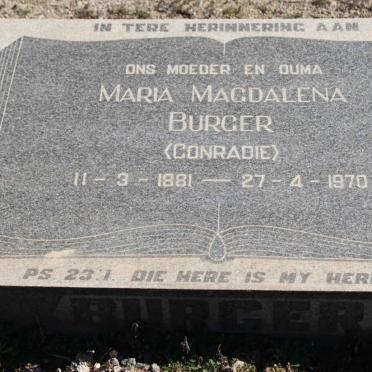 IN TERE HERINNERING AAN
ONS MOEDER EN OUMA
MARIA MAGDALENA
BURGER
(CONRADIE)
11-3-1881 — 27-4-1970
PS. 23:1. DIE HERE IS MY HER
BURGER